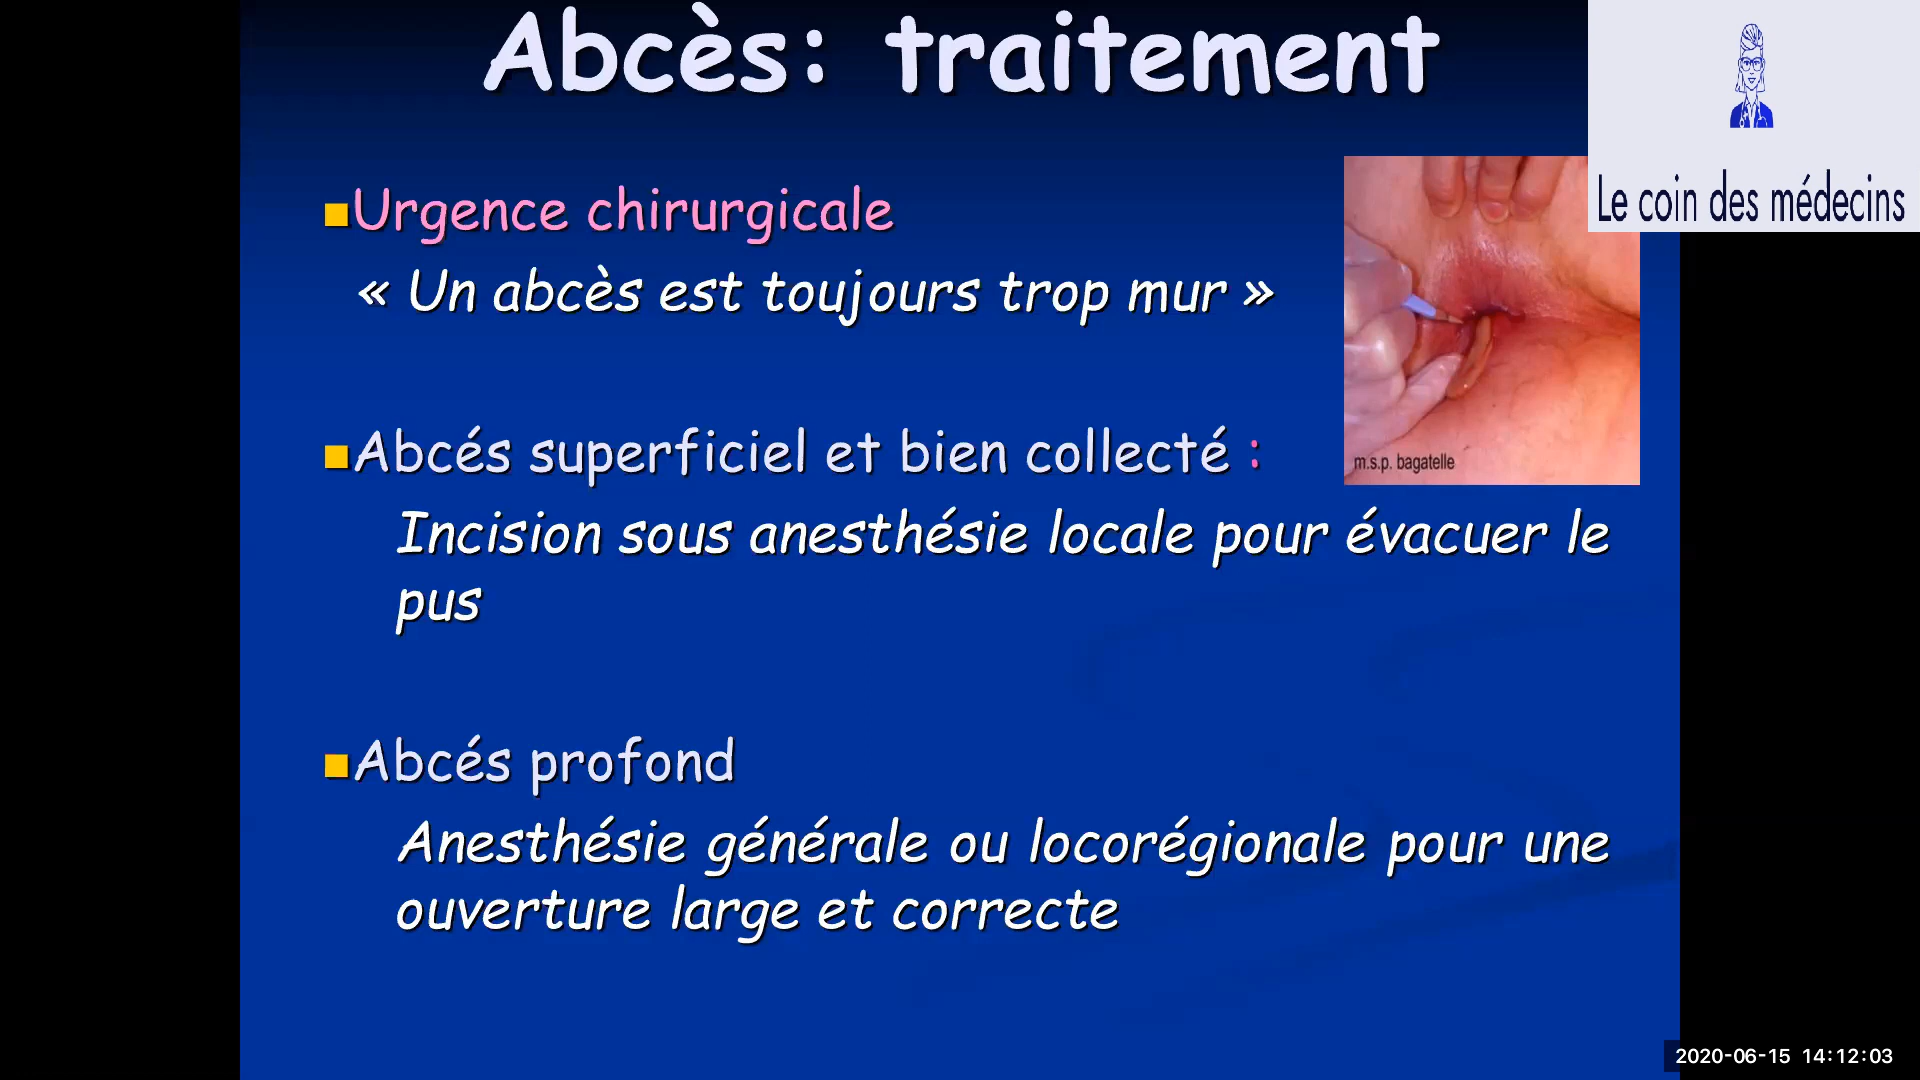 Abcès: traitement
Le coin des médecins
Urgence chirurgicale
« Un abcès est toujours trop mur »
Abcés superficiel et bien collecté :
m.s.p. bagatelle
Incision sous anesthésie locale pour évacuer le
pus
Abcés profond
Anesthésie générale ou locorégionale pour une
ouverture large et correcte
2020-06-15 14:12:03